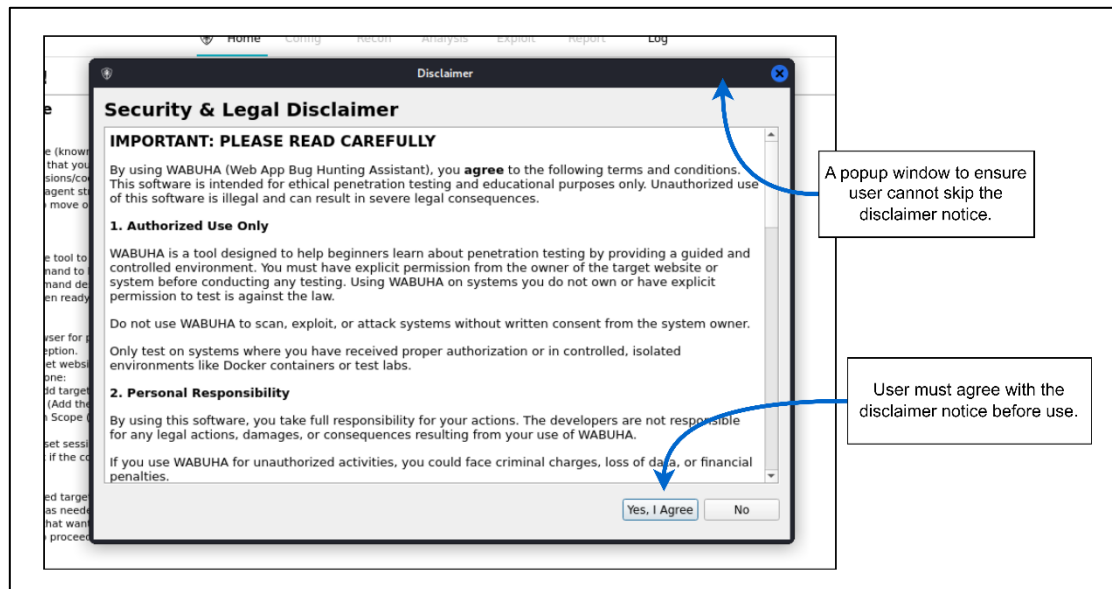 Home Config Recon Analysis Exploit Report Log
Disclaimer
Security & Legal Disclaimer
IMPORTANT: PLEASE READ CAREFULLY
By using WABUHA (Web App Bug Hunting Assistant), you agree to the following terms and conditions.
This software is intended for ethical penetration testing and educational purposes only. Unauthorized use
of this software is illegal and can result in severe legal consequences.
1. Authorized Use Only
WABUHA is a tool designed to help beginners learn about penetration testing by providing a guided and
controlled environment. You must have explicit permission from the owner of the target website or
system before conducting any testing. Using WABUHA on systems you do not own or have explicit
permission to test is against the law.
Do not use WABUHA to scan, exploit, or attack systems without written consent from the system owner.
Only test on systems where you have received proper authorization or in controlled, isolated
environments like Docker containers or test labs.
2. Personal Responsibility
By using this software, you take full responsibility for your actions. The developers are not responsible
for any legal actions, damages, or consequences resulting from your use of WABUHA.
If you use WABUHA for unauthorized activities, you could face criminal charges, loss of data, or financial
penalties.
Yes, I Agree
No
A popup window to ensure
user cannot skip the
disclaimer notice.
User must agree with the
disclaimer notice before use.